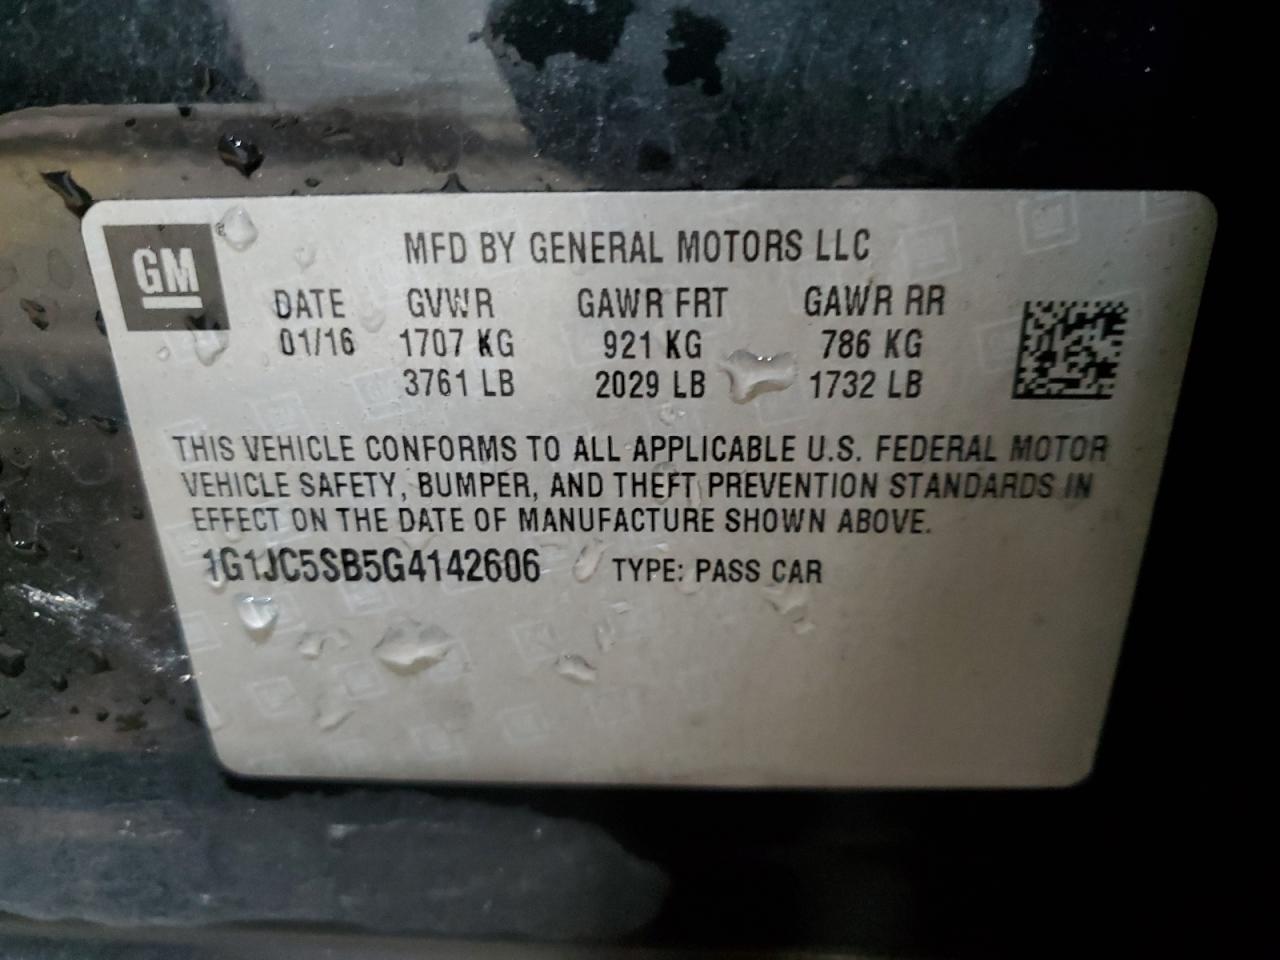 GM
MFD BY GENERAL MOTORS LLC
DATE GVWR GAWR FRT GAWR RR
01/16 1707 KG 921 KG 786 KG
3761 LB 2029 LB 1732 LB
THIS VEHICLE CONFORMS TO ALL APPLICABLE U.S. FEDERAL MOTOR
VEHICLE SAFETY, BUMPER, AND THEFT PREVENTION STANDARDS IN
EFFECT ON THE DATE OF MANUFACTURE SHOWN ABOVE.
1G1JC5SB5G4142606 TYPE: PASS CAR